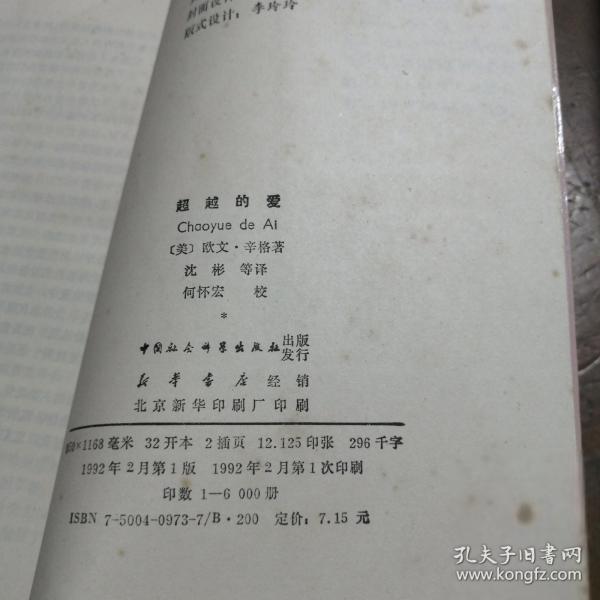 封面设计
版式设计：李玲玲
超越的爱
Chaoyue de Ai
〔美〕欧文·辛格著
沈彬 等译
何怀宏 校
*
中国社会科学出版社 出版
发行
新华书店 经销
北京新华印刷厂印刷
×1168毫米 32开本 2插页 12.125印张 296千字
1992年2月第1版 1992年2月第1次印刷
印数 1—6 000册
ISBN 7-5004-0973-7/B·200 定价：7.15元
孔夫子旧书网
www.kongfz.com